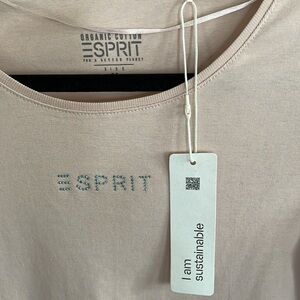 ORGANIC COTTON
ESPRIT
FOR A BETTER PLANET
ESPRIT
I am
sustainable